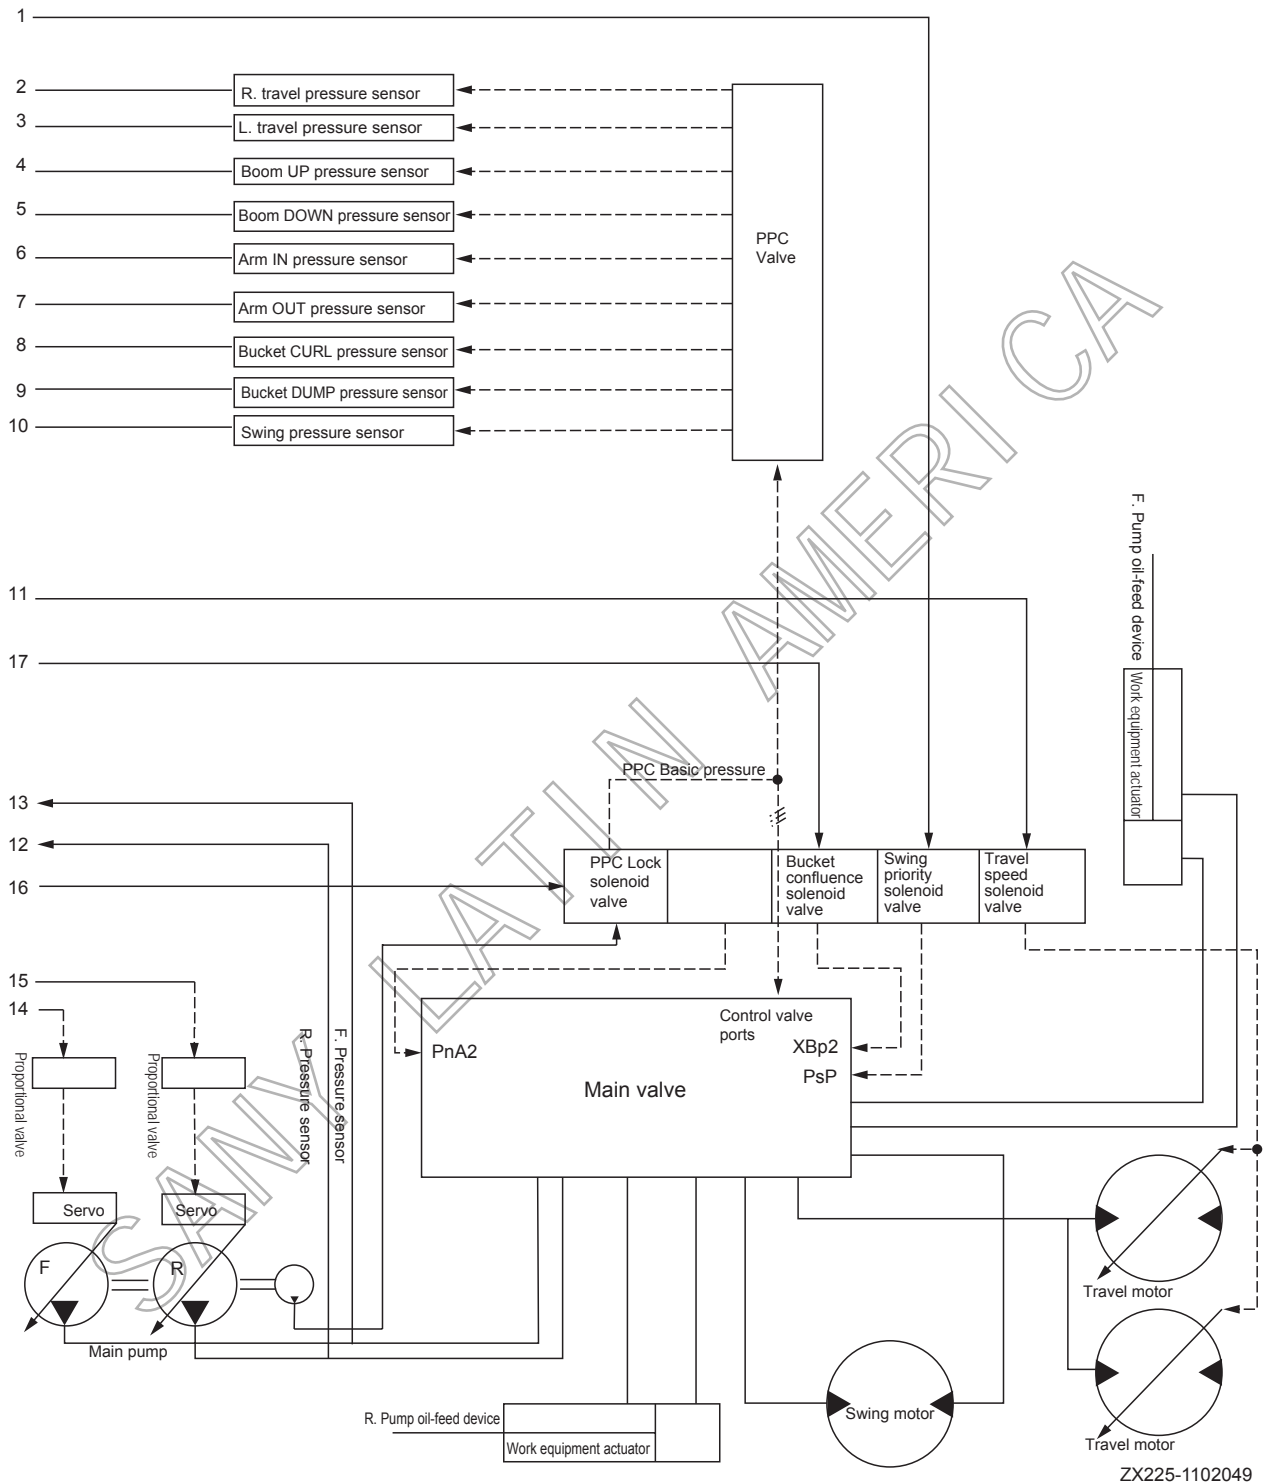 1
2
R. travel pressure sensor
3
L. travel pressure sensor
4
Boom UP pressure sensor
5
Boom DOWN pressure sensor
6
Arm IN pressure sensor
7
Arm OUT pressure sensor
8
Bucket CURL pressure sensor
9
Bucket DUMP pressure sensor
10
Swing pressure sensor
PPC
Valve
F. Pump oil-feed device
Work equipment actuator
11
17
PPC Basic pressure
13
12
16
PPC Lock
solenoid
valve
Bucket
confluence
solenoid
valve
Swing
priority
solenoid
valve
Travel
speed
solenoid
valve
15
14
Proportional valve
Proportional valve
R. Pressure sensor
F. Pressure sensor
Control valve
ports
PnA2
XBp2
PsP
Main valve
Servo
Servo
F
R
Main pump
Travel motor
Travel motor
Swing motor
R. Pump oil-feed device
Work equipment actuator
ZX225-1102049
SANY LATIN AMERICA